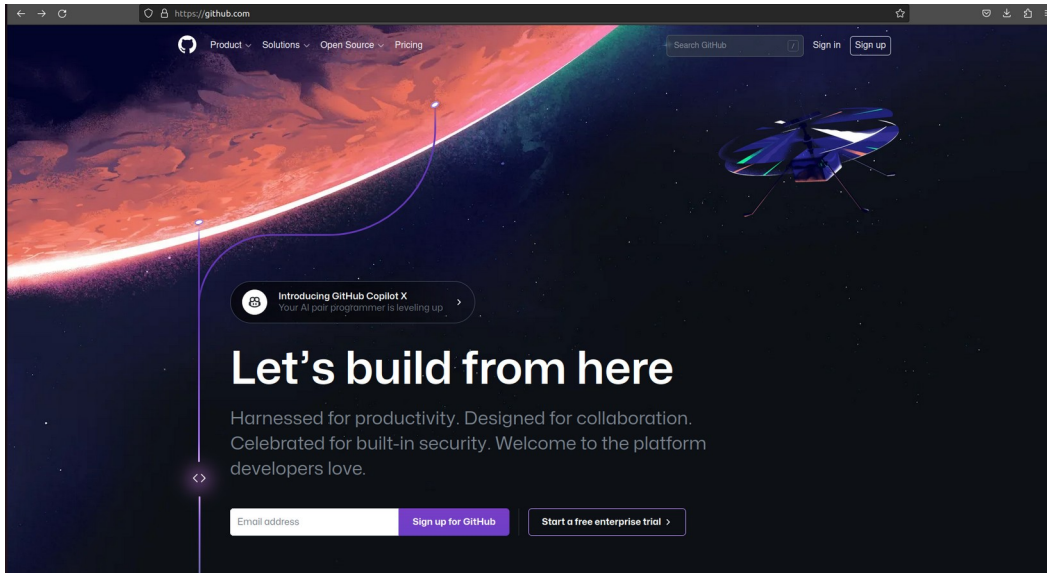 https://github.com
Product Solutions Open Source Pricing
Search GitHub / Sign in Sign up
Introducing GitHub Copilot X
Your AI pair programmer is leveling up
Let's build from here
Harnessed for productivity. Designed for collaboration.
Celebrated for built-in security. Welcome to the platform
developers love.
Email address Sign up for GitHub Start a free enterprise trial